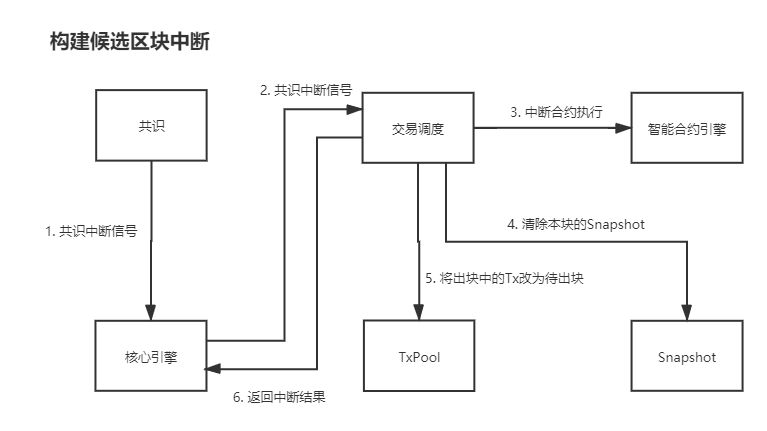 构建候选区块中断
2. 共识中断信号
共识
交易调度
3. 中断合约执行
智能合约引擎
1. 共识中断信号
4. 清除本块的Snapshot
5. 将出块中的Tx改为待出块
核心引擎
TxPool
Snapshot
6. 返回中断结果